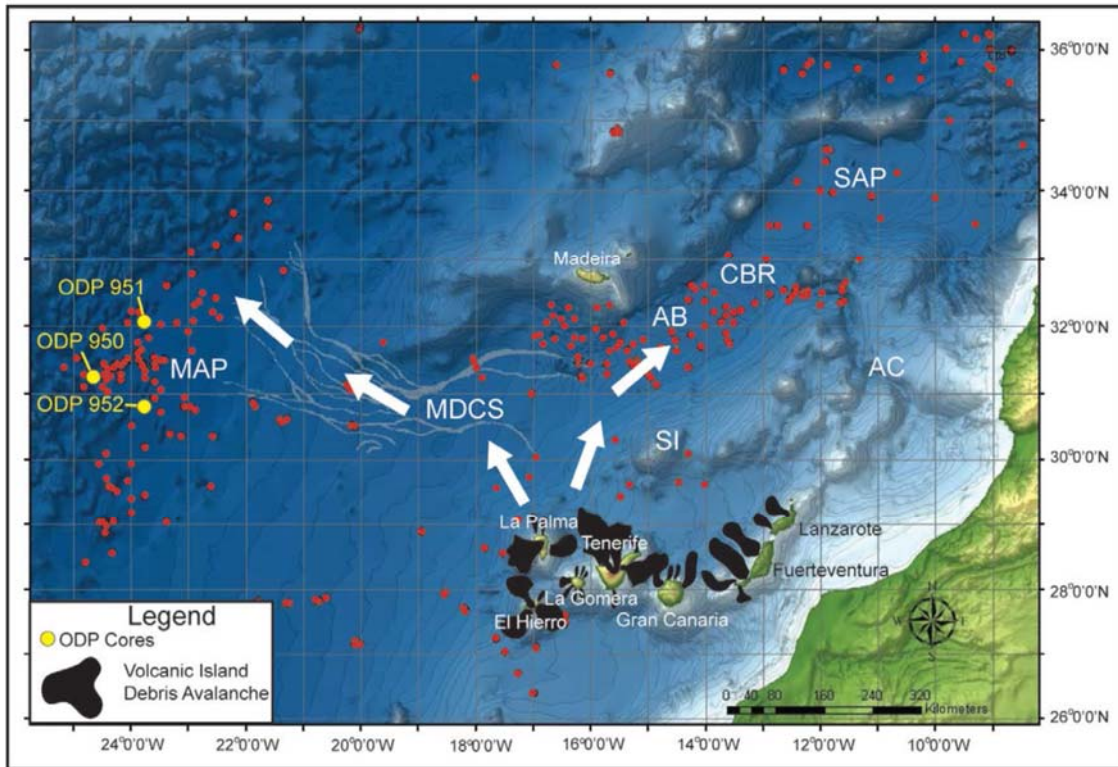 36°0'0"N
34°0'0"N
32°0'0"N
30°0'0"N
28°0'0"N
26°0'0"N
SAP
Madeira
CBR
ODP 951
AB
ODP 950
MAP
AC
ODP 952
MDCS
SI
La Palma
Tenerife
Lanzarote
Fuerteventura
La Gomera
El Hierro
Gran Canaria
N
W
E
S
Legend
ODP Cores
Volcanic Island
Debris Avalanche
0 40 80 160 240 320
Kilometers
24°0'0"W 22°0'0"W 20°0'0"W 18°0'0"W 16°0'0"W 14°0'0"W 12°0'0"W 10°0'0"W